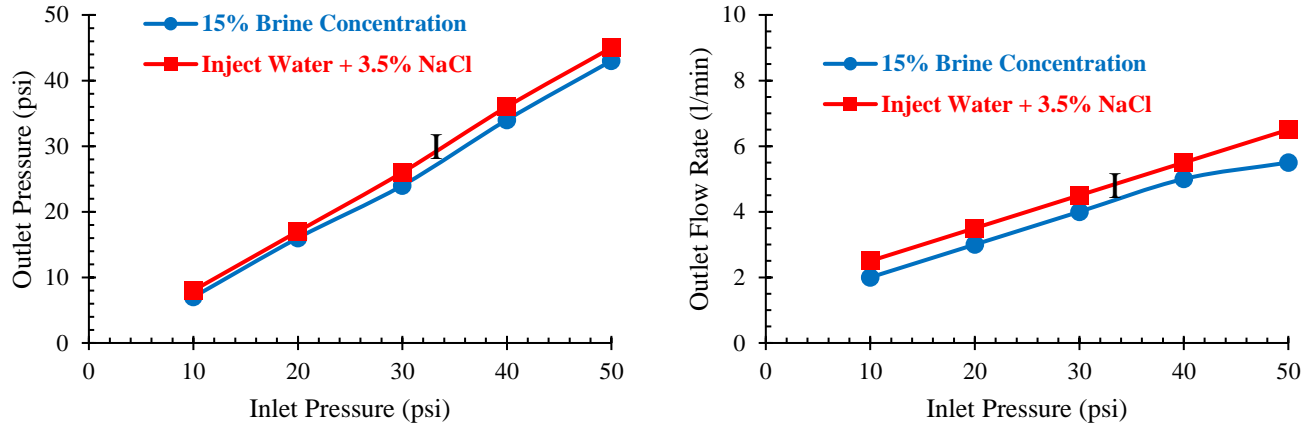 50
40
30
20
10
0
Outlet Pressure (psi)
15% Brine Concentration
Inject Water + 3.5% NaCl
I
0 10 20 30 40 50
Inlet Pressure (psi)
10
8
6
4
2
0
Outlet Flow Rate (l/min)
15% Brine Concentration
Inject Water + 3.5% NaCl
I
0 10 20 30 40 50
Inlet Pressure (psi)